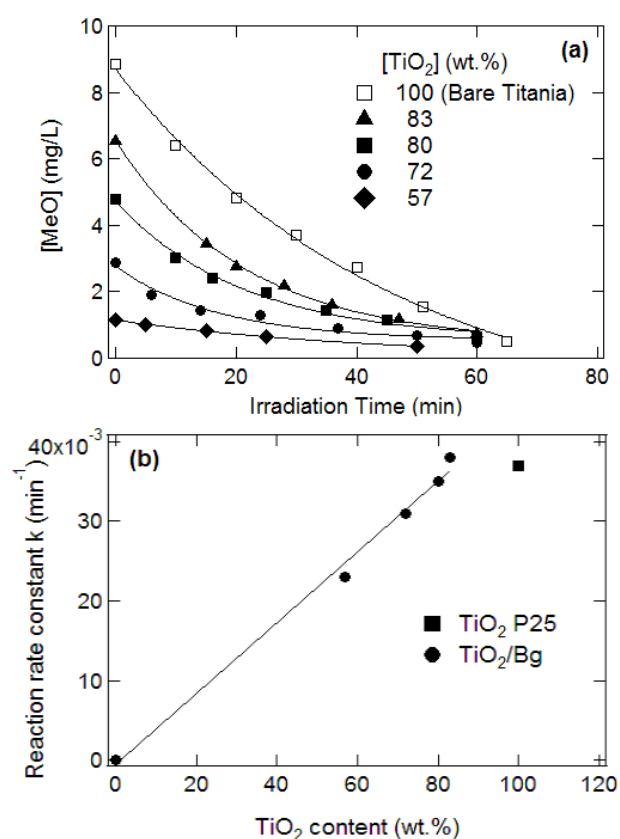 (a)
[TiO₂] (wt.%)
100 (Bare Titania)
83
80
72
57
[MeO] (mg/L)
10
8
6
4
2
0
0 20 40 60 80
Irradiation Time (min)
(b)
Reaction rate constant k (min⁻¹)
40x10⁻³
30
20
10
0
TiO₂ P25
TiO₂/Bg
0 20 40 60 80 100 120
TiO₂ content (wt.%)